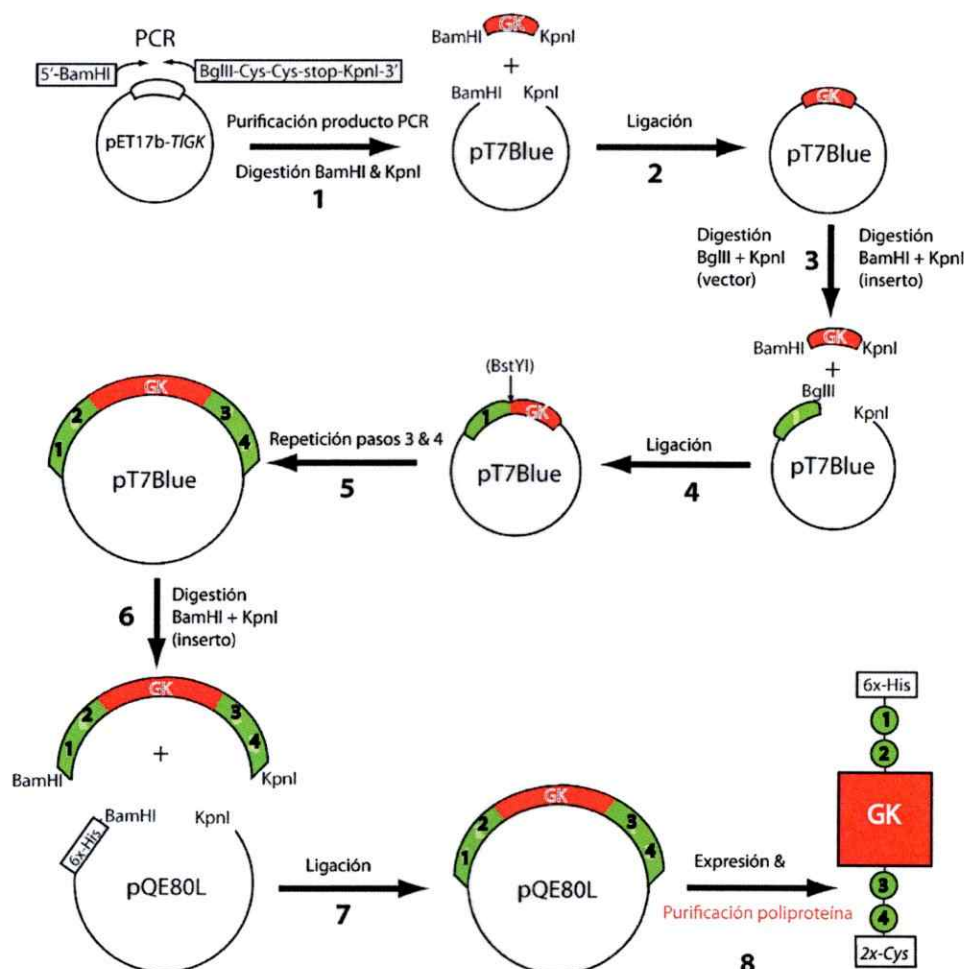 PCR
5'-BamHI
BglII-Cys-Cys-stop-KpnI-3'
pET17b-TlGK
Purificación producto PCR
Digestión BamHI & KpnI
1
BamHI
GK
KpnI
+
BamHI
KpnI
pT7Blue
Ligación
2
GK
pT7Blue
Digestión
BglII + KpnI
(vector)
3
Digestión
BamHI + KpnI
(inserto)
BamHI
GK
KpnI
+
BglII
KpnI
1
pT7Blue
Ligación
4
(BstYI)
1
GK
pT7Blue
Repetición pasos 3 & 4
5
1
2
GK
3
4
pT7Blue
6
Digestión
BamHI + KpnI
(inserto)
1
2
GK
3
4
BamHI
+
KpnI
6x-His
BamHI
KpnI
pQE80L
Ligación
7
1
2
GK
3
4
pQE80L
Expresión &
Purificación poliproteína
8
6x-His
1
2
GK
3
4
2x-Cys